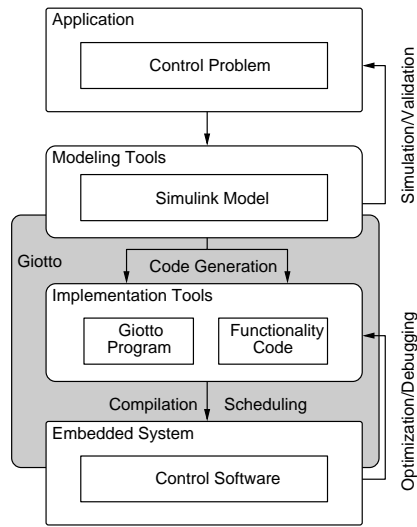 Application
Control Problem
Simulation/Validation
Modeling Tools
Simulink Model
Giotto
Code Generation
Implementation Tools
Giotto
Program
Functionality
Code
Optimization/Debugging
Compilation Scheduling
Embedded System
Control Software